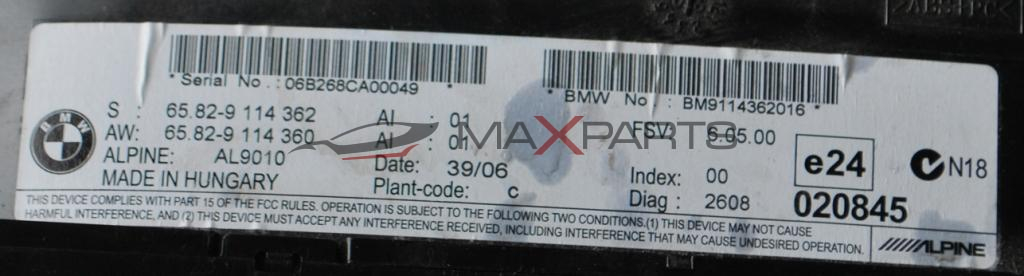 >ABS+PC<
* Serial No. : 06B268CA00049 *
* BMW No : BM9114362016 *
BMW
S : 65.82-9 114 362 AI : 01
AW: 65.82-9 114 360 AI : 01
ALPINE: AL9010 Date: 39/06
MADE IN HUNGARY Plant-code: C
FSV: 6.05.00
Index: 00
Diag : 2608
e24
020845
N18
MAXPARTS
THIS DEVICE COMPLIES WITH PART 15 OF THE FCC RULES. OPERATION IS SUBJECT TO THE FOLLOWING TWO CONDITIONS.(1) THIS DEVICE MAY NOT CAUSE
HARMFUL INTERFERENCE, AND (2) THIS DEVICE MUST ACCEPT ANY INTERFERENCE RECEIVED, INCLUDING INTERFERENCE THAT MAY CAUSE UNDESIRED OPERATION.
ALPINE